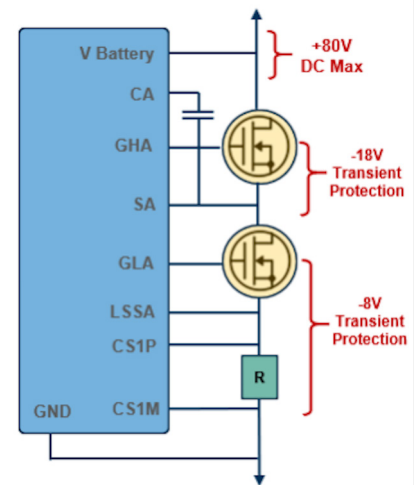 V Battery
+80V
DC Max
CA
GHA
-18V
Transient
Protection
SA
GLA
-8V
Transient
Protection
LSSA
CS1P
R
GND
CS1M